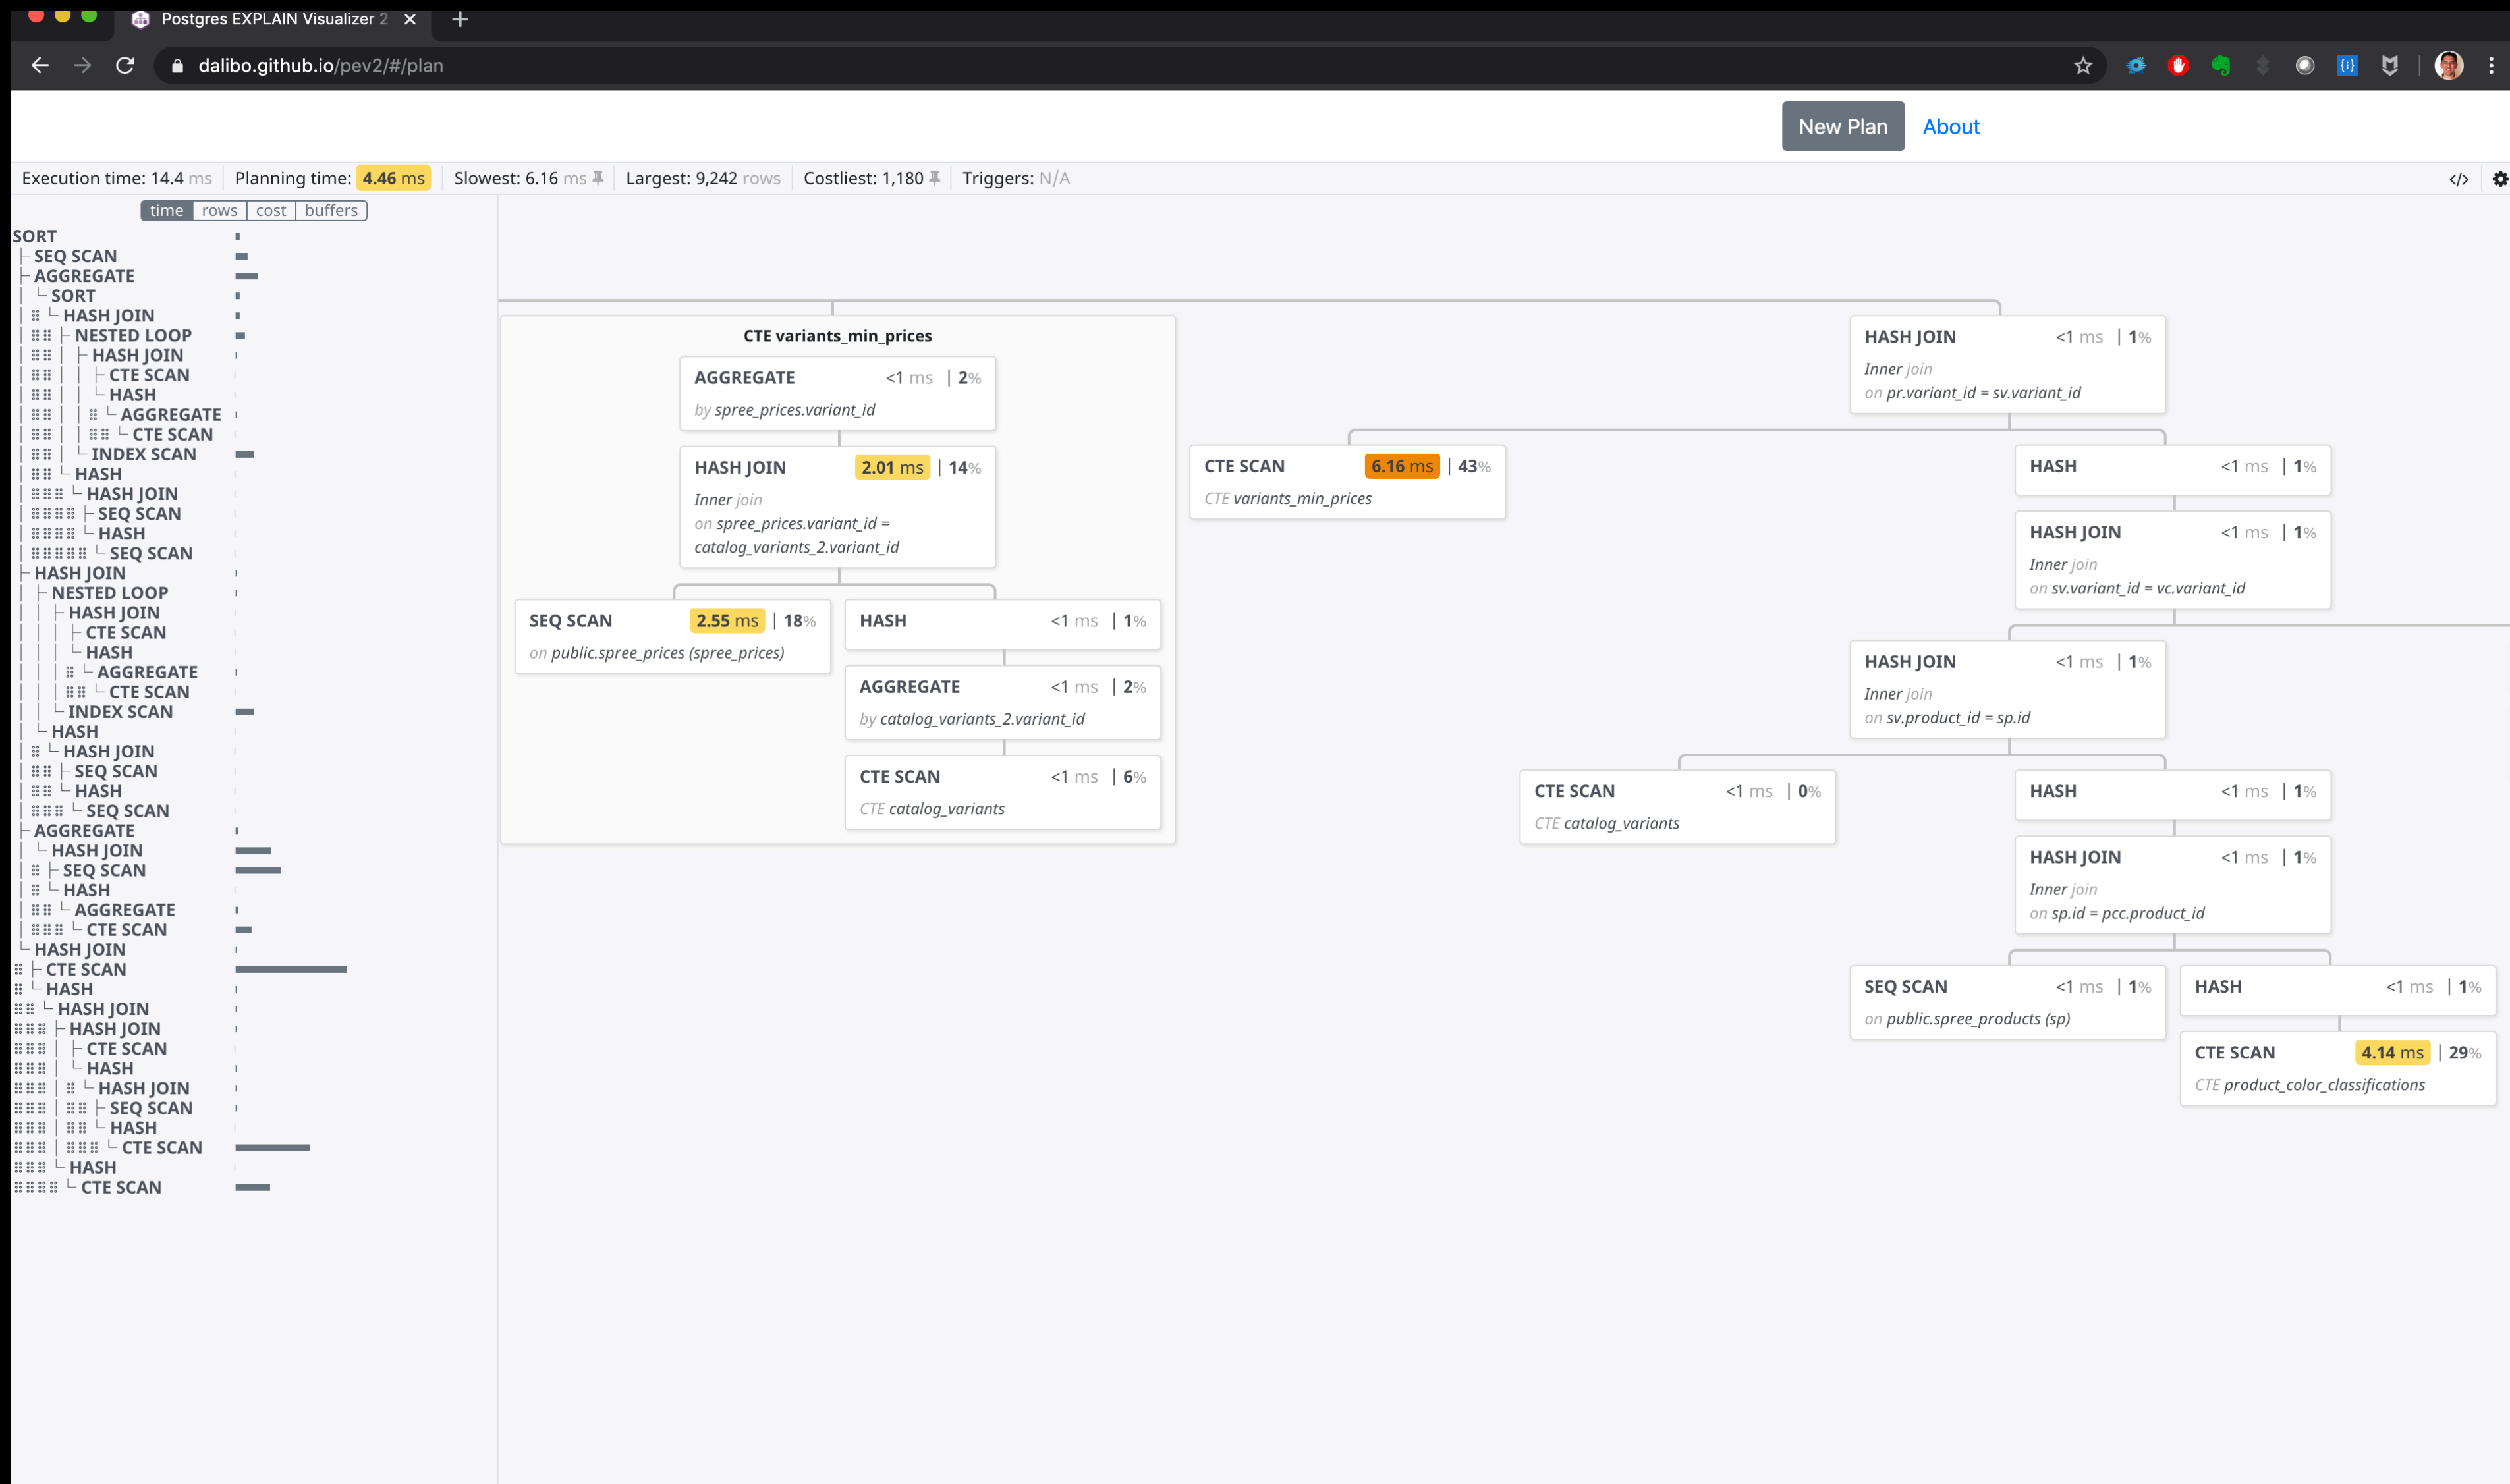 Postgres EXPLAIN Visualizer 2
dalibo.github.io/pev2/#/plan
New Plan About
Execution time: 14.4 ms Planning time: 4.46 ms Slowest: 6.16 ms Largest: 9,242 rows Costliest: 1,180 Triggers: N/A
time rows cost buffers
SORT
SEQ SCAN
AGGREGATE
SORT
HASH JOIN
NESTED LOOP
HASH JOIN
CTE SCAN
HASH
AGGREGATE
CTE SCAN
INDEX SCAN
HASH
HASH JOIN
SEQ SCAN
HASH
SEQ SCAN
HASH JOIN
NESTED LOOP
HASH JOIN
CTE SCAN
HASH
AGGREGATE
CTE SCAN
INDEX SCAN
HASH
HASH JOIN
SEQ SCAN
HASH
SEQ SCAN
AGGREGATE
HASH JOIN
SEQ SCAN
HASH
AGGREGATE
CTE SCAN
HASH JOIN
CTE SCAN
HASH
HASH JOIN
HASH JOIN
CTE SCAN
HASH
HASH JOIN
SEQ SCAN
HASH
CTE SCAN
HASH
CTE SCAN
CTE variants_min_prices
AGGREGATE <1 ms | 2%
by spree_prices.variant_id
HASH JOIN 2.01 ms | 14%
Inner join
on spree_prices.variant_id =
catalog_variants_2.variant_id
SEQ SCAN 2.55 ms | 18%
on public.spree_prices (spree_prices)
HASH <1 ms | 1%
AGGREGATE <1 ms | 2%
by catalog_variants_2.variant_id
CTE SCAN <1 ms | 6%
CTE catalog_variants
HASH JOIN <1 ms | 1%
Inner join
on pr.variant_id = sv.variant_id
CTE SCAN 6.16 ms | 43%
CTE variants_min_prices
HASH <1 ms | 1%
HASH JOIN <1 ms | 1%
Inner join
on sv.variant_id = vc.variant_id
HASH JOIN <1 ms | 1%
Inner join
on sv.product_id = sp.id
CTE SCAN <1 ms | 0%
CTE catalog_variants
HASH <1 ms | 1%
HASH JOIN <1 ms | 1%
Inner join
on sp.id = pcc.product_id
SEQ SCAN <1 ms | 1%
on public.spree_products (sp)
HASH <1 ms | 1%
CTE SCAN 4.14 ms | 29%
CTE product_color_classifications